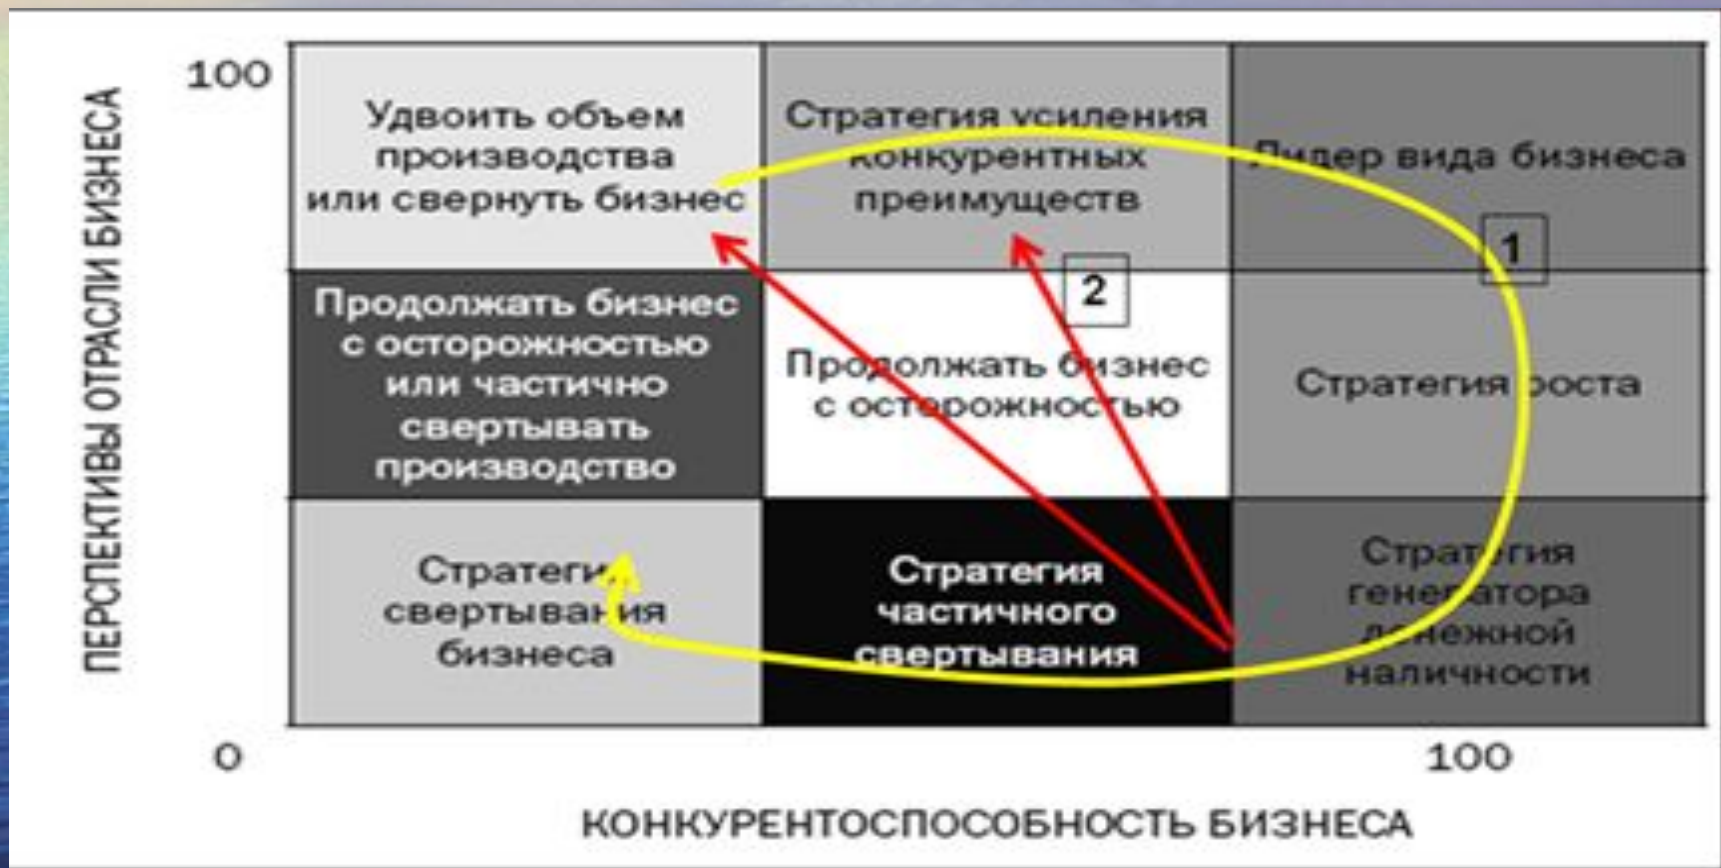 ПЕРСПЕКТИВЫ ОТРАСЛИ БИЗНЕСА
100
Удвоить объем
производства
или свернуть бизнес
Стратегия усиления
конкурентных
преимуществ
Лидер вида бизнеса
1
2
Продолжать бизнес
с осторожностью
или частично
свертывать
производство
Продолжать бизнес
с осторожностью
Стратегия роста
Стратегия
свертывания
бизнеса
Стратегия
частичного
свертывания
Стратегия
генератора
денежной
наличности
0
100
КОНКУРЕНТОСПОСОБНОСТЬ БИЗНЕСА